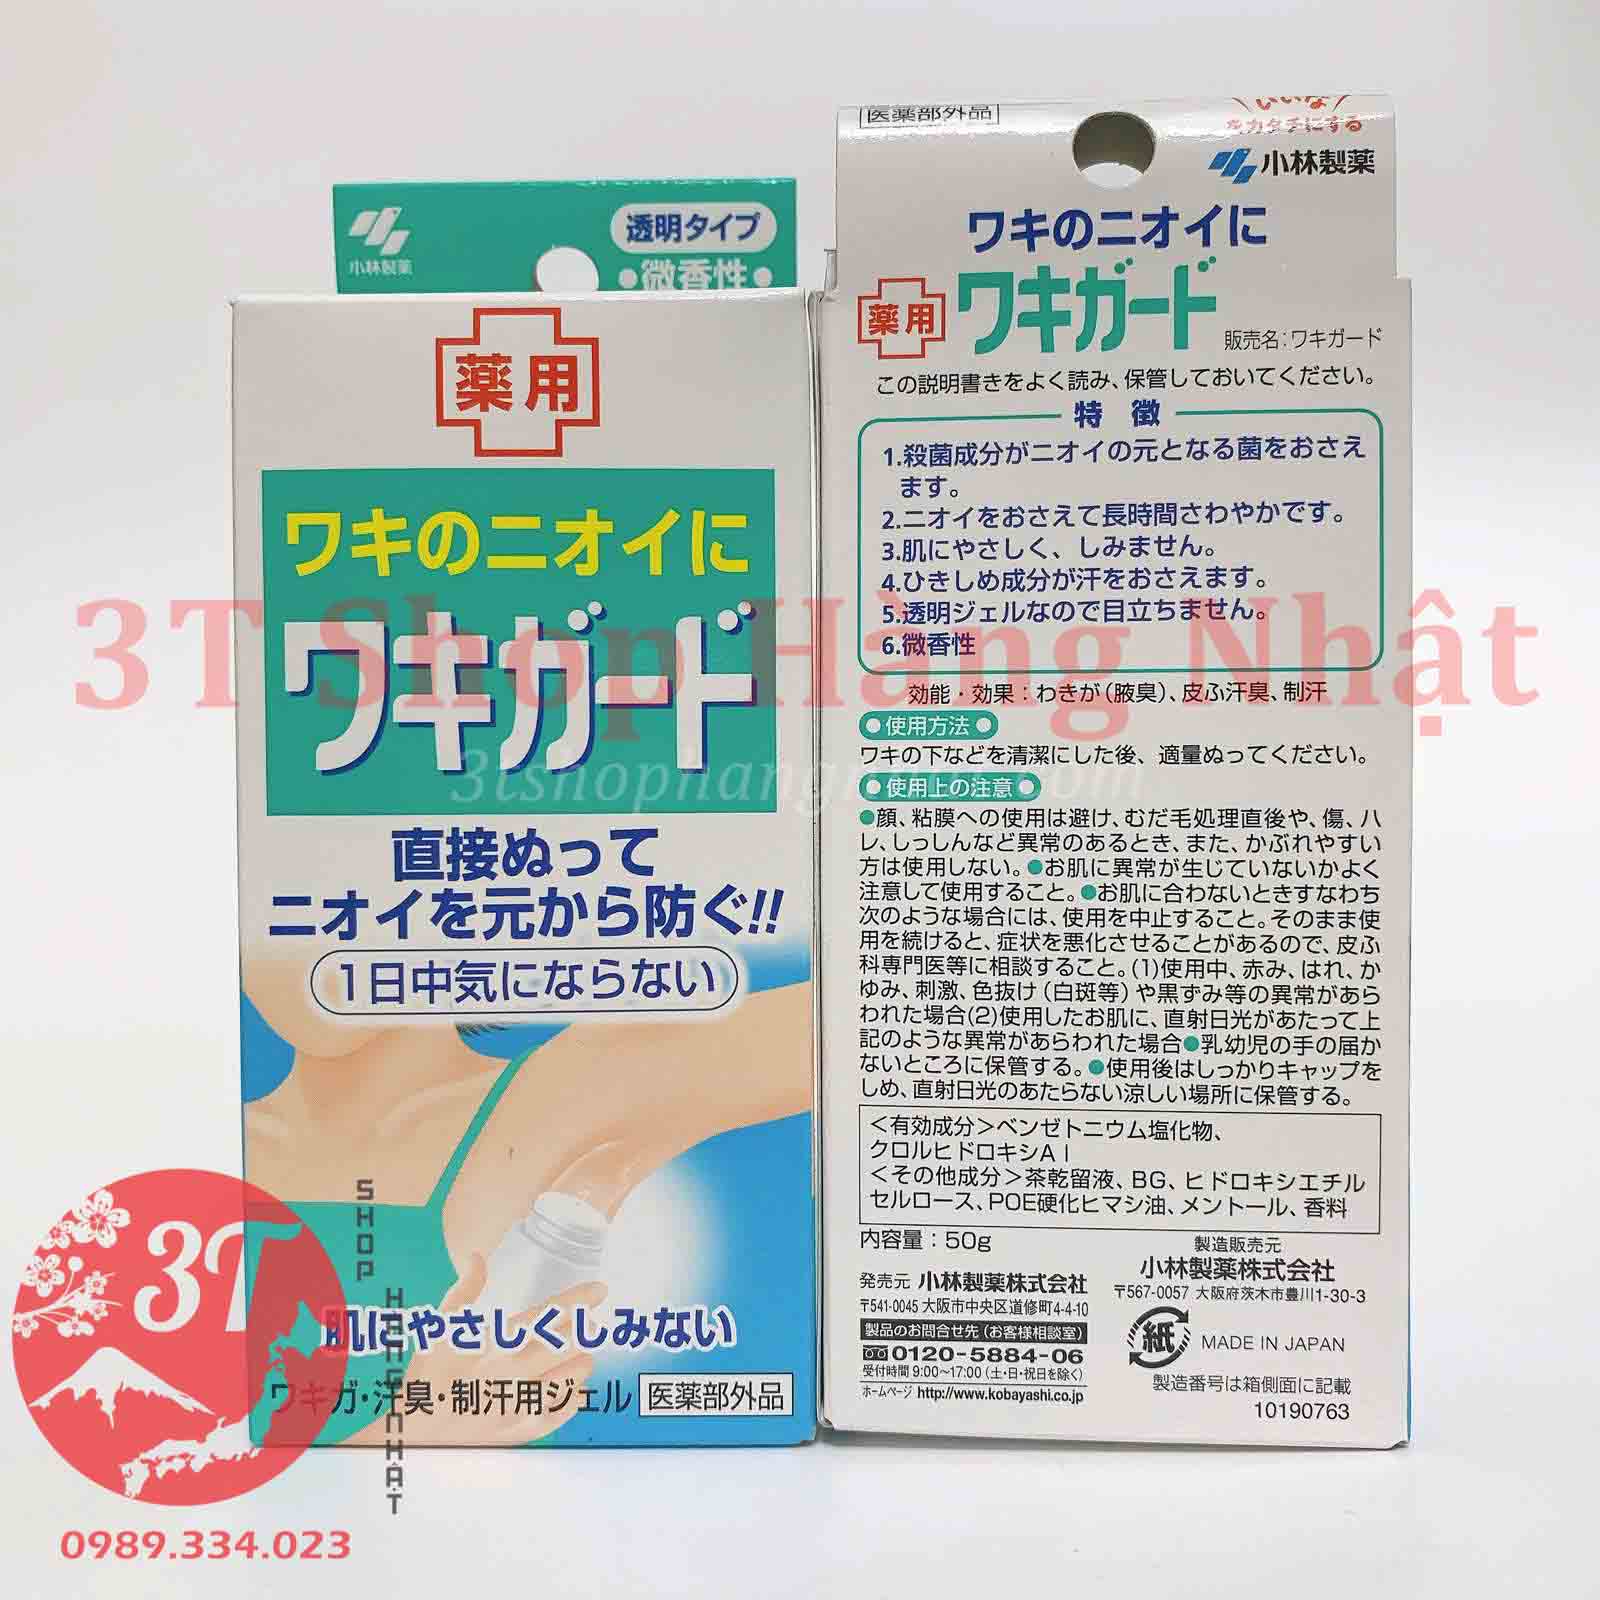 小林製薬
透明タイプ
微香性
薬用
ワキのニオイに
ワキガード
直接ぬって
ニオイを元から防ぐ!!
1日中気にならない
肌にやさしくしみない
ワキガ・汗臭・制汗用ジェル 医薬部外品
医薬部外品
いいな
をカタチにする
小林製薬
ワキのニオイに
薬用 ワキガード 販売名:ワキガード
この説明書きをよく読み、保管しておいてください。
特 徴
1.殺菌成分がニオイの元となる菌をおさえ
ます。
2.ニオイをおさえて長時間さわやかです。
3.肌にやさしく、しみません。
4.ひきしめ成分が汗をおさえます。
5.透明ジェルなので目立ちません。
6.微香性
効能・効果:わきが(腋臭)、皮ふ汗臭、制汗
●使用方法●
ワキの下などを清潔にした後、適量ぬってください。
●使用上の注意●
●顔、粘膜への使用は避け、むだ毛処理直後や、傷、ハ
レ、しっしんなど異常のあるとき、また、かぶれやすい
方は使用しない。●お肌に異常が生じていないかよく
注意して使用すること。●お肌に合わないときすなわち
次のような場合には、使用を中止すること。そのまま使
用を続けると、症状を悪化させることがあるので、皮ふ
科専門医等に相談すること。(1)使用中、赤み、はれ、か
ゆみ、刺激、色抜け(白斑等)や黒ずみ等の異常があら
われた場合(2)使用したお肌に、直射日光があたって上
記のような異常があらわれた場合●乳幼児の手の届か
ないところに保管する。●使用後はしっかりキャップを
しめ、直射日光のあたらない涼しい場所に保管する。
<有効成分>ベンゼトニウム塩化物、
クロルヒドロキシAl
<その他成分>茶乾留液、BG、ヒドロキシエチル
セルロース、POE硬化ヒマシ油、メントール、香料
内容量:50g
発売元 小林製薬株式会社
〒541-0045 大阪市中央区道修町4-4-10
製品のお問合せ先(お客様相談室)
0120-5884-06
受付時間 9:00~17:00(土・日・祝日を除く)
ホームページ http://www.kobayashi.co.jp
製造販売元
小林製薬株式会社
〒567-0057 大阪府茨木市豊川1-30-3
紙 MADE IN JAPAN
製造番号は箱側面に記載
10190763
3T Shop Hàng Nhật
3tshophangnhat.com
3T
SHOP HÀNG NHẬT
0989.334.023